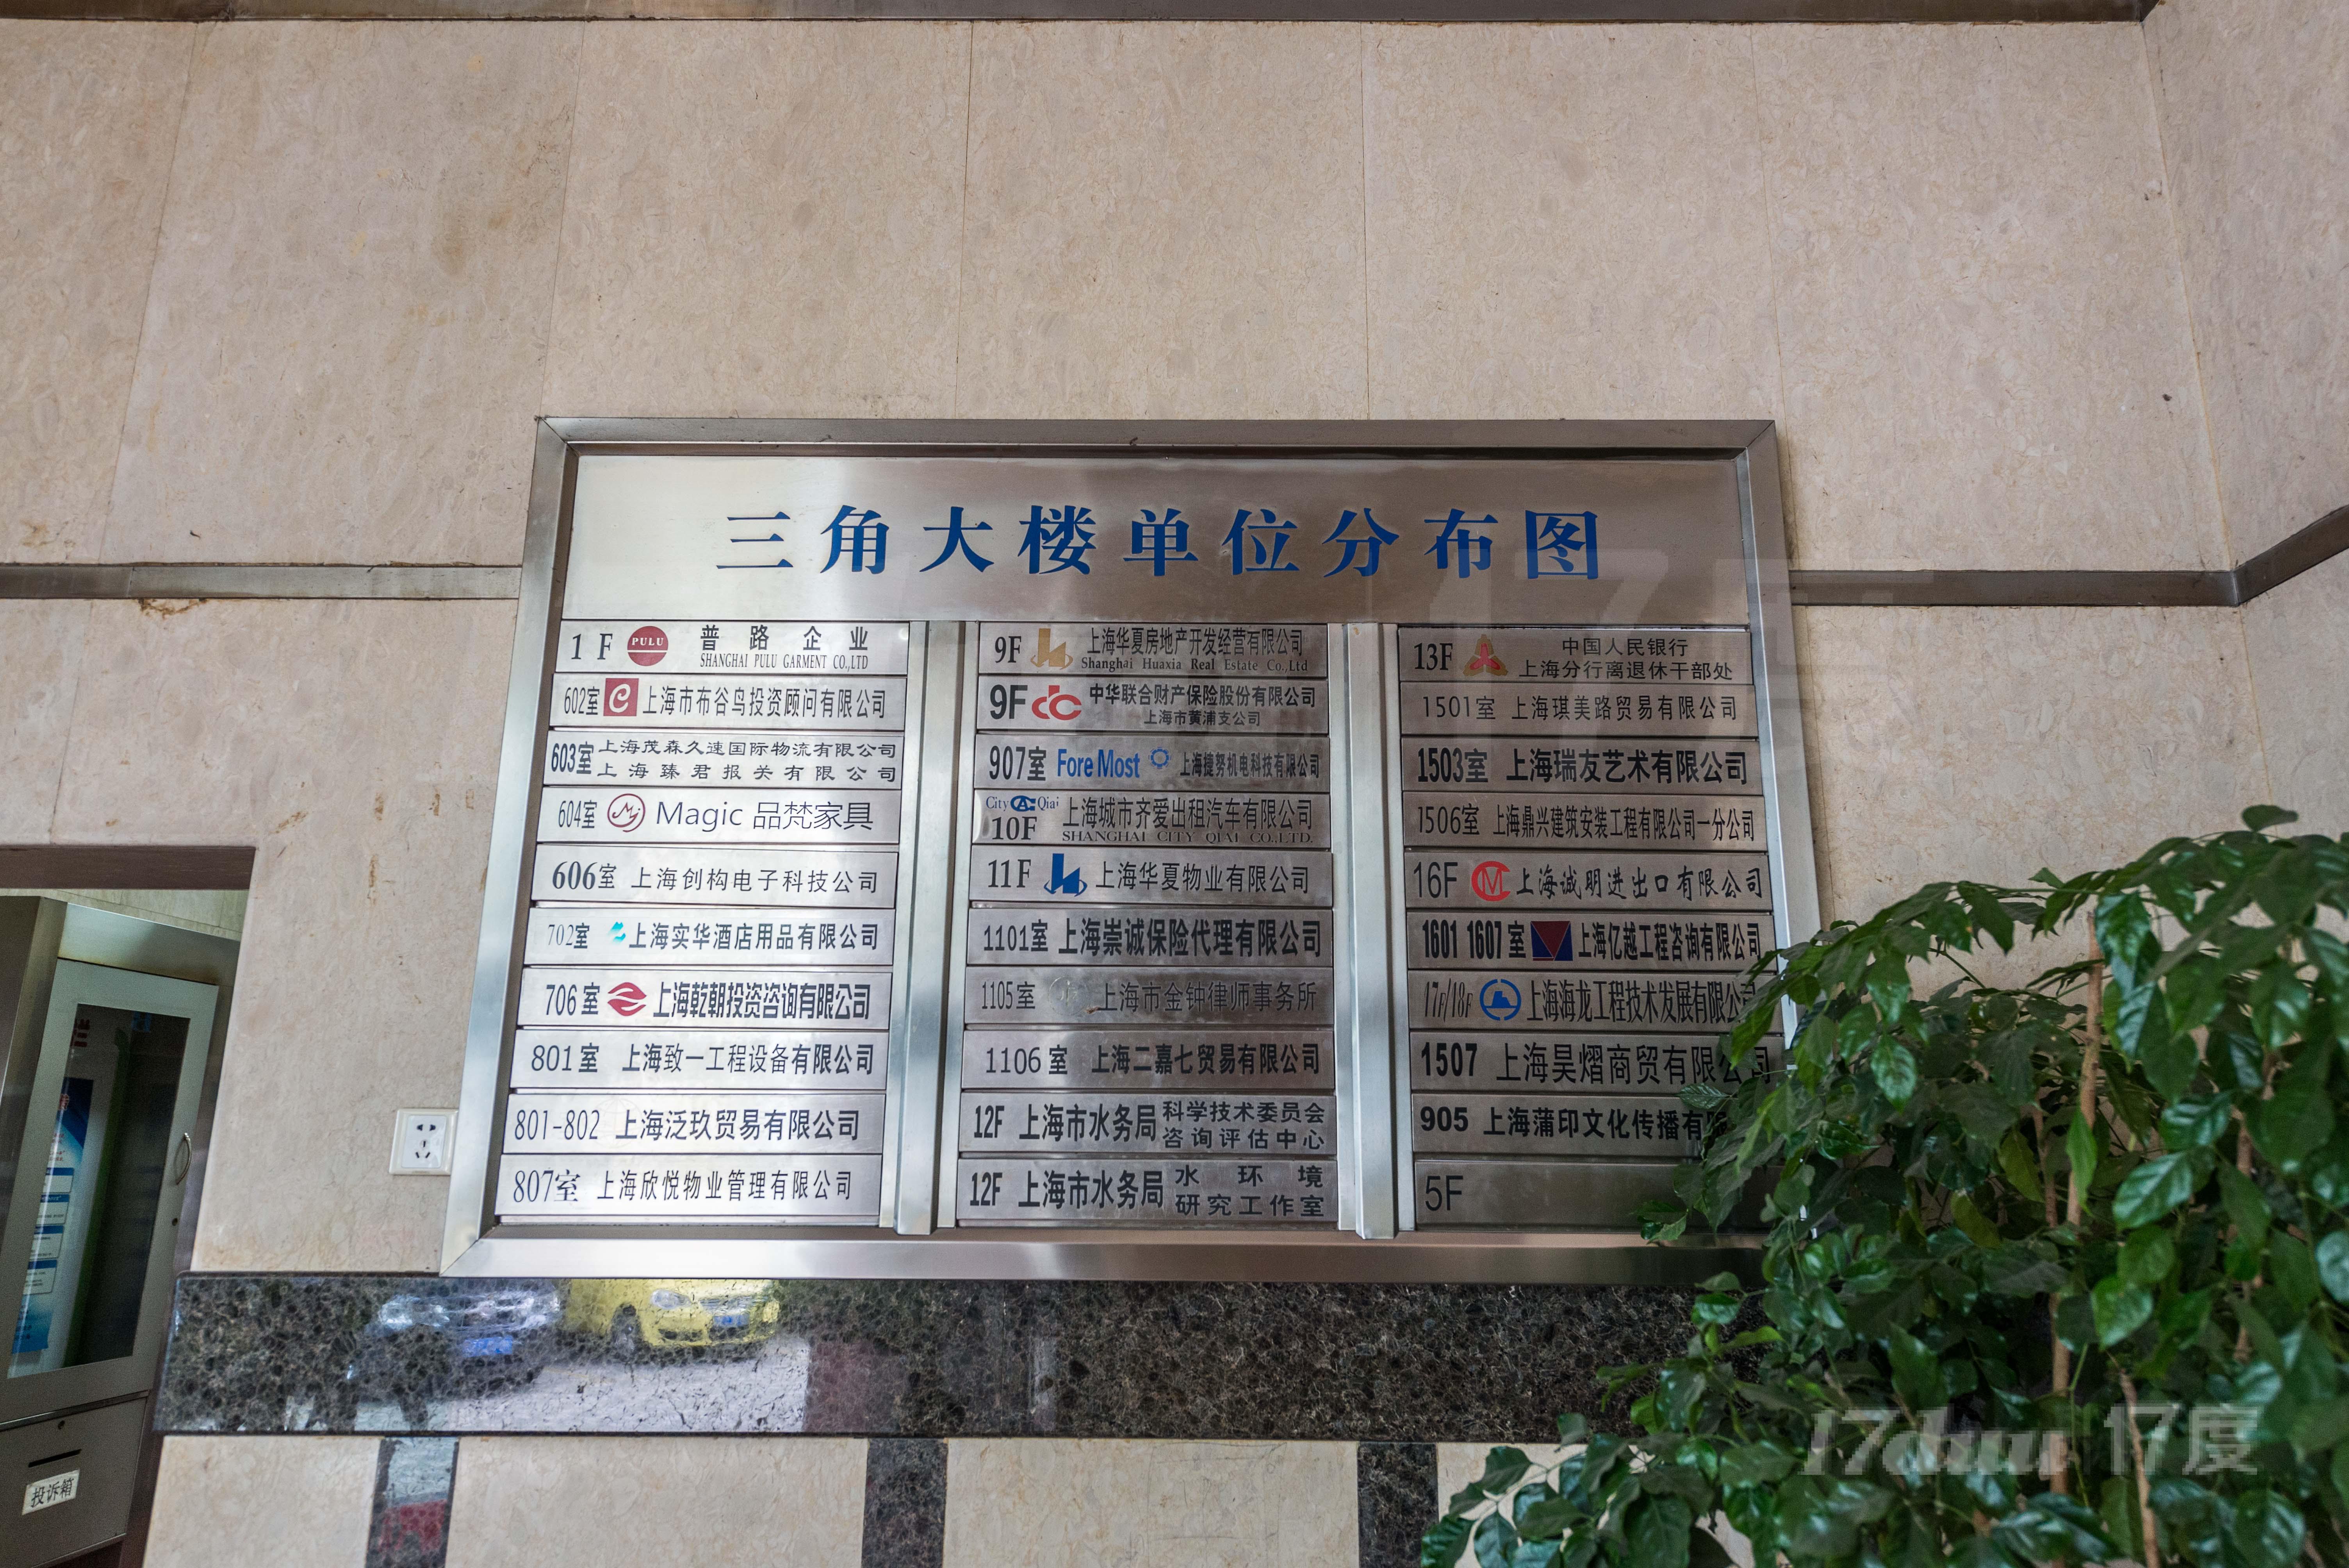 三角大楼单位分布图
1F PULU 普路企业
SHANGHAI PULU GARMENT CO.,LTD
602室 上海市布谷鸟投资顾问有限公司
603室 上海茂森久速国际物流有限公司
上海臻君报关有限公司
604室 Magic 品梵家具
606室 上海创构电子科技公司
702室 上海实华酒店用品有限公司
706室 上海乾朝投资咨询有限公司
801室 上海致一工程设备有限公司
801-802 上海泛玖贸易有限公司
807室 上海欣悦物业管理有限公司
9F 上海华夏房地产开发经营有限公司
Shanghai Huaxia Real Estate Co.,Ltd
9F 中华联合财产保险股份有限公司
上海市黄浦支公司
907室 Fore Most 上海捷努机电科技有限公司
City Qiai 上海城市齐爱出租汽车有限公司
10F SHANGHAI CITY QIAI CO.,LTD.
11F 上海华夏物业有限公司
1101室 上海崇诚保险代理有限公司
1105室 上海市金钟律师事务所
1106室 上海二嘉七贸易有限公司
12F 上海市水务局 科学技术委员会
咨询评估中心
12F 上海市水务局 水环境
研究工作室
13F 中国人民银行
上海分行离退休干部处
1501室 上海琪美路贸易有限公司
1503室 上海瑞友艺术有限公司
1506室 上海鼎兴建筑安装工程有限公司一分公司
16F 上海诚明进出口有限公司
1601 1607室 上海亿越工程咨询有限公司
17F/18F 上海海龙工程技术发展有限公司
1507 上海昊熠商贸有限公司
905 上海蒲印文化传播有限
5F
投诉箱
17du 17度